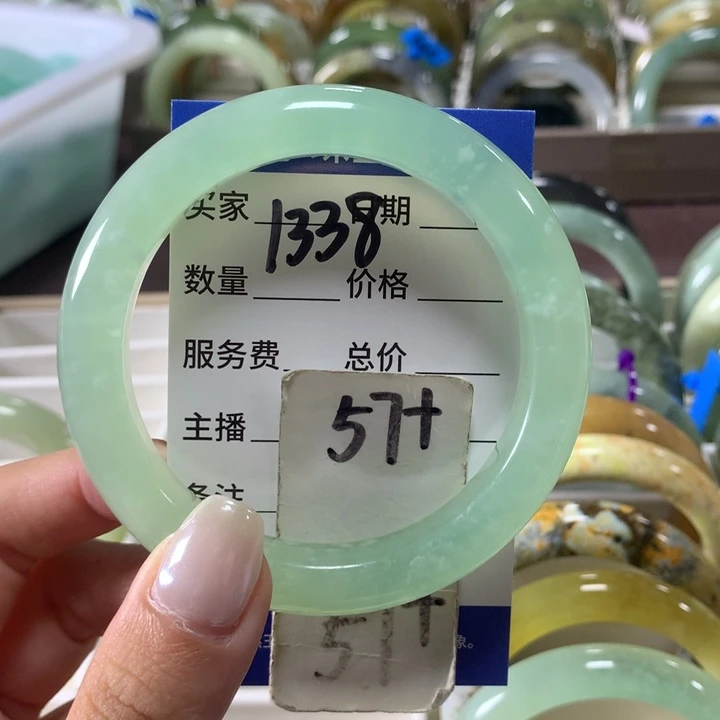 买家 日期
1338
数量 价格
服务费 总价
57+
主播
备注
57+
象。